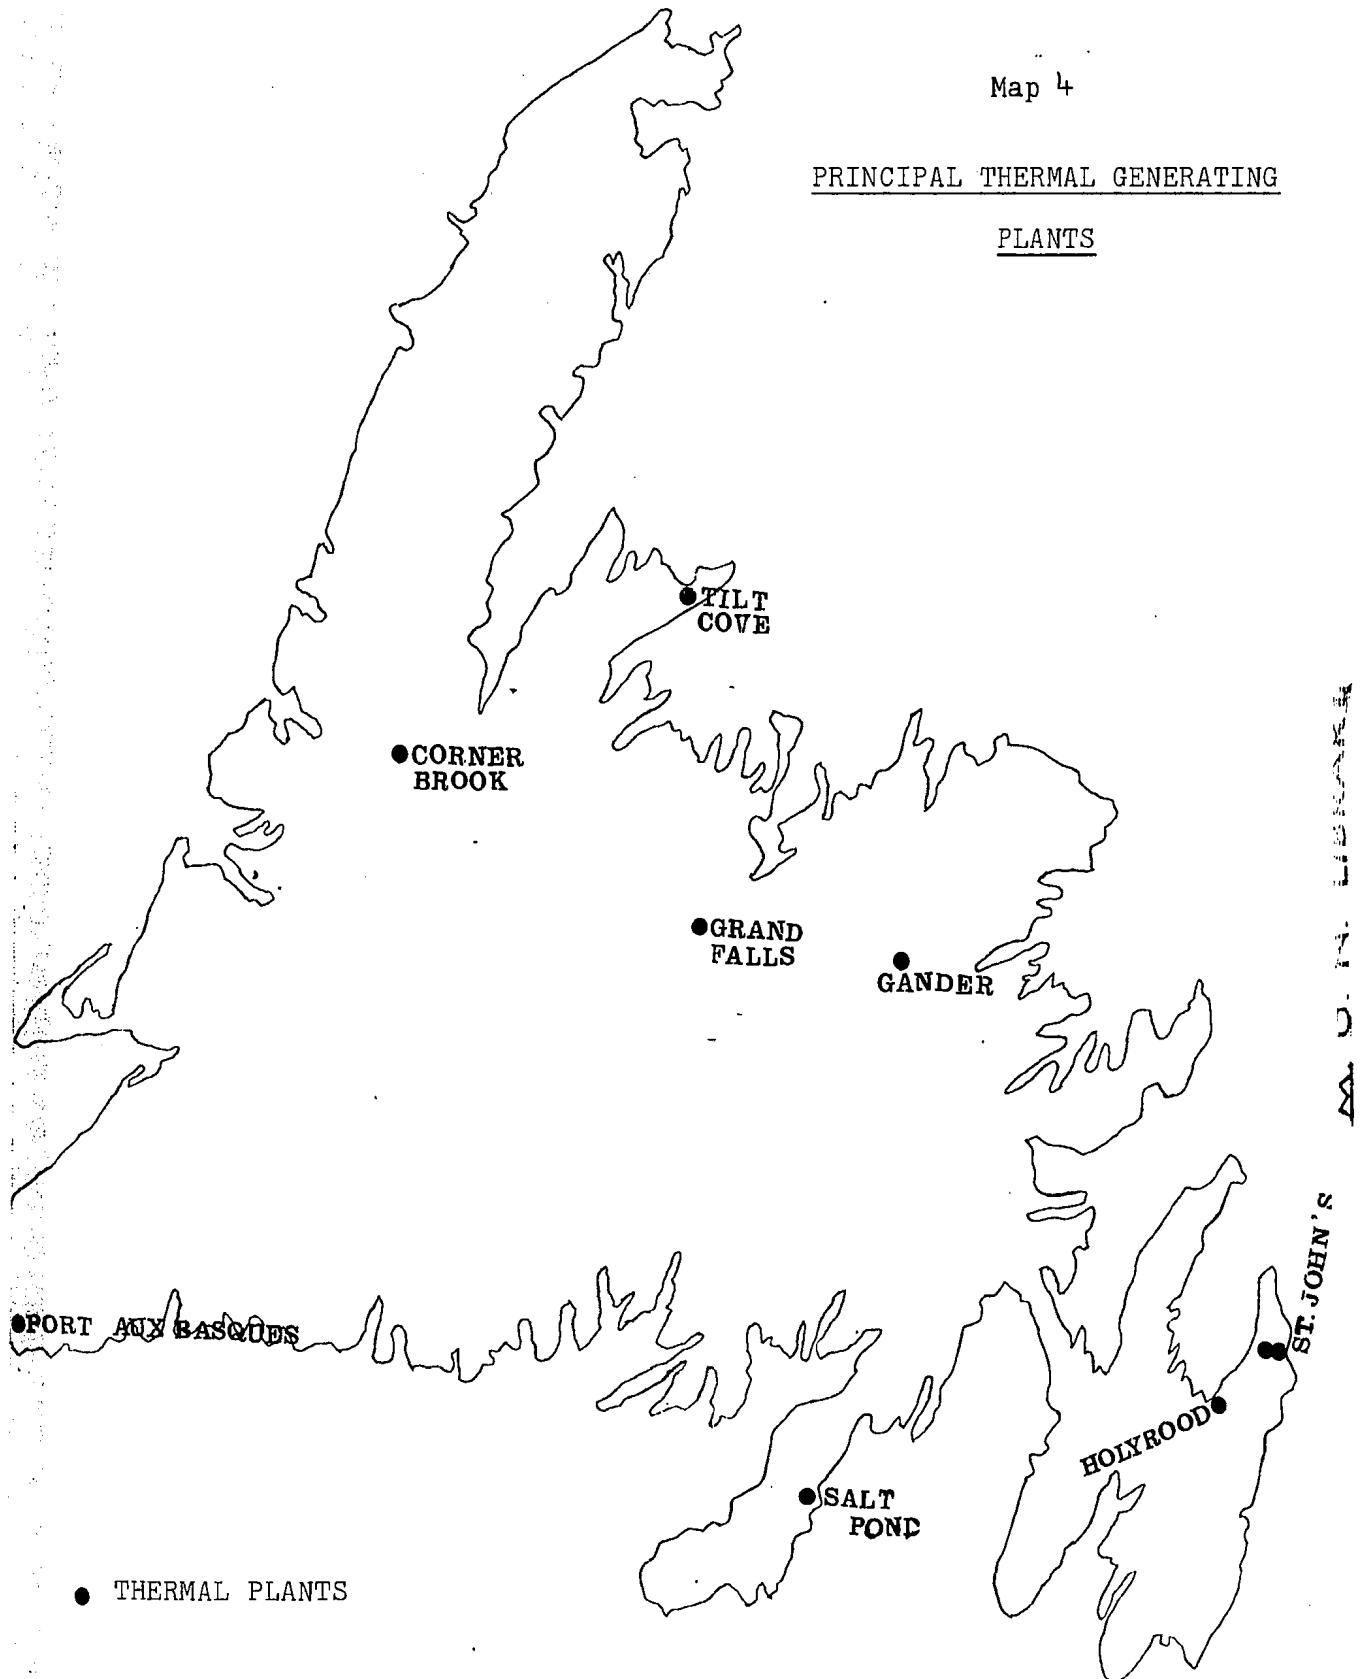 Map 4
PRINCIPAL THERMAL GENERATING
PLANTS
TILT
COVE
CORNER
BROOK
GRAND
FALLS
GANDER
ST. JOHN'S
PORT AUX BASQUES
HOLYROOD
SALT
POND
THERMAL PLANTS